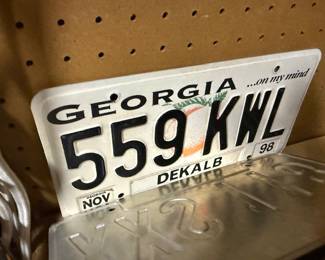 GEORGIA ...on my mind
559 KWL
NOV DEKALB 98